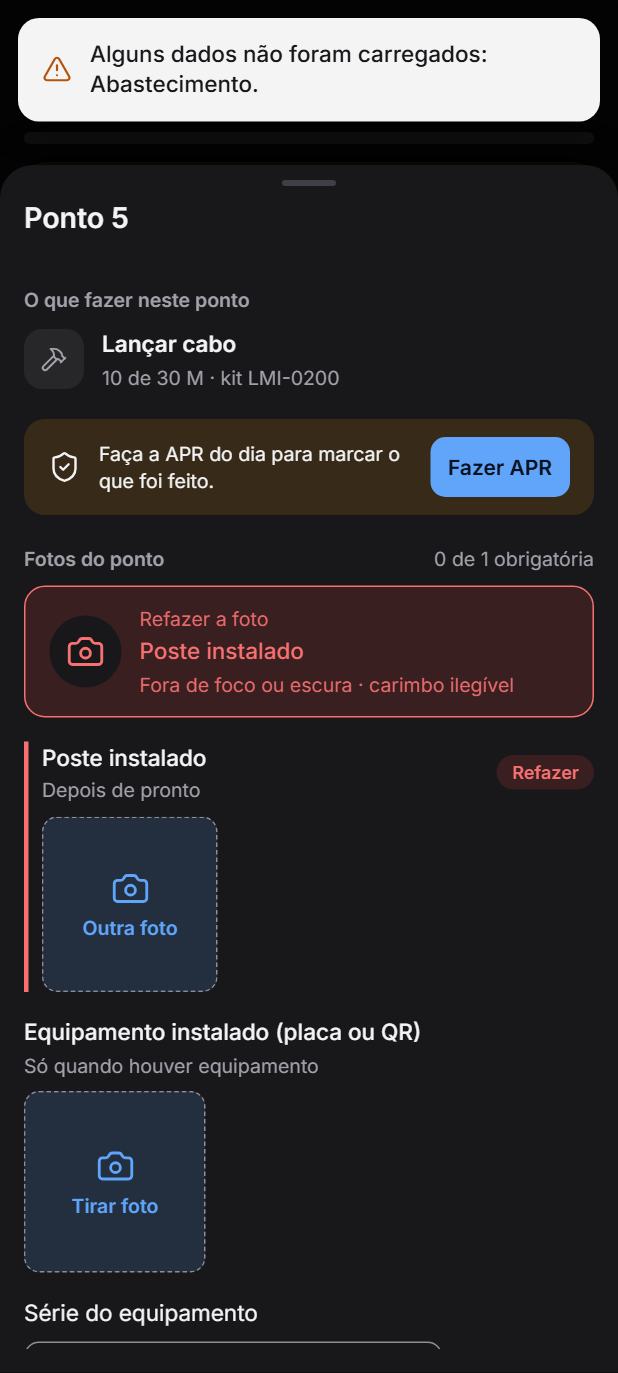 Alguns dados não foram carregados:
Abastecimento.
Ponto 5
O que fazer neste ponto
Lançar cabo
10 de 30 M · kit LMI-0200
Faça a APR do dia para marcar o
que foi feito.
Fazer APR
Fotos do ponto
0 de 1 obrigatória
Refazer a foto
Poste instalado
Fora de foco ou escura · carimbo ilegível
Poste instalado
Refazer
Depois de pronto
Outra foto
Equipamento instalado (placa ou QR)
Só quando houver equipamento
Tirar foto
Série do equipamento